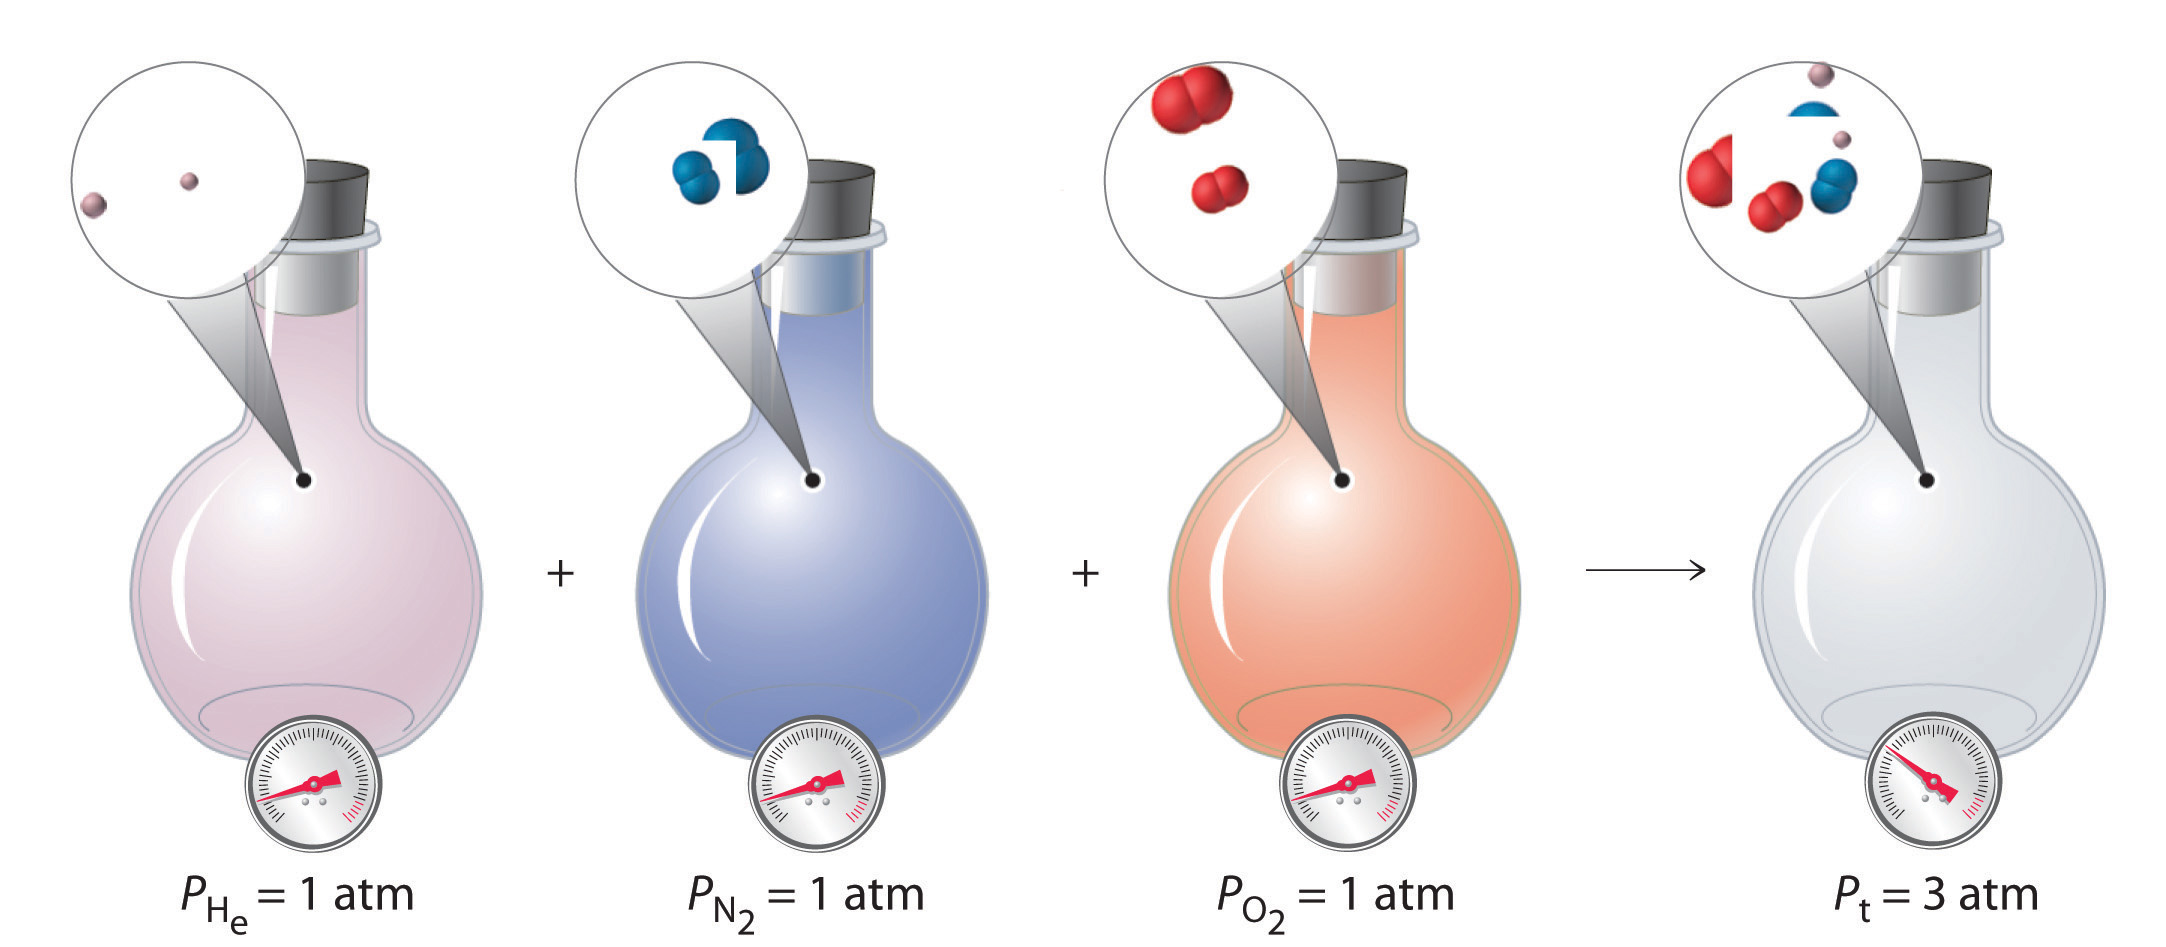 + + →
P_He = 1 atm P_N₂ = 1 atm P_O₂ = 1 atm P_t = 3 atm